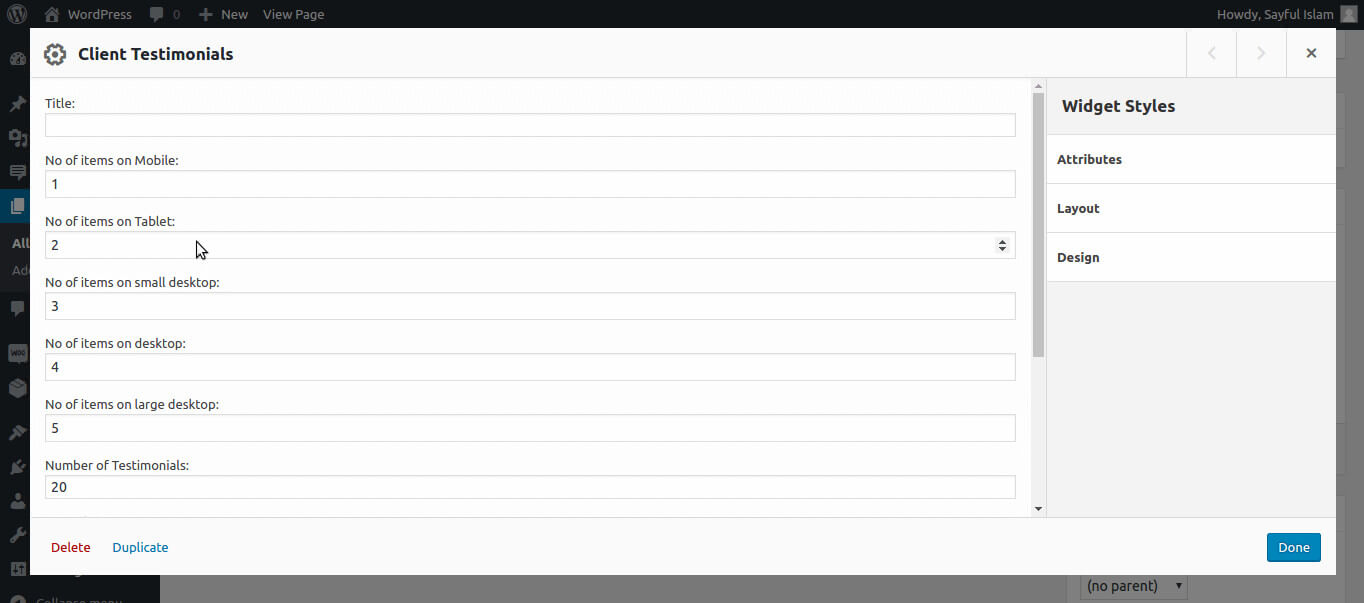 WordPress 0 New View Page Howdy, Sayful Islam
Client Testimonials
Title:
No of items on Mobile:
1
No of items on Tablet:
2
No of items on small desktop:
3
No of items on desktop:
4
No of items on large desktop:
5
Number of Testimonials:
20
Widget Styles
Attributes
Layout
Design
All
Add
WOO
Delete Duplicate Done
Collapse menu
(no parent)